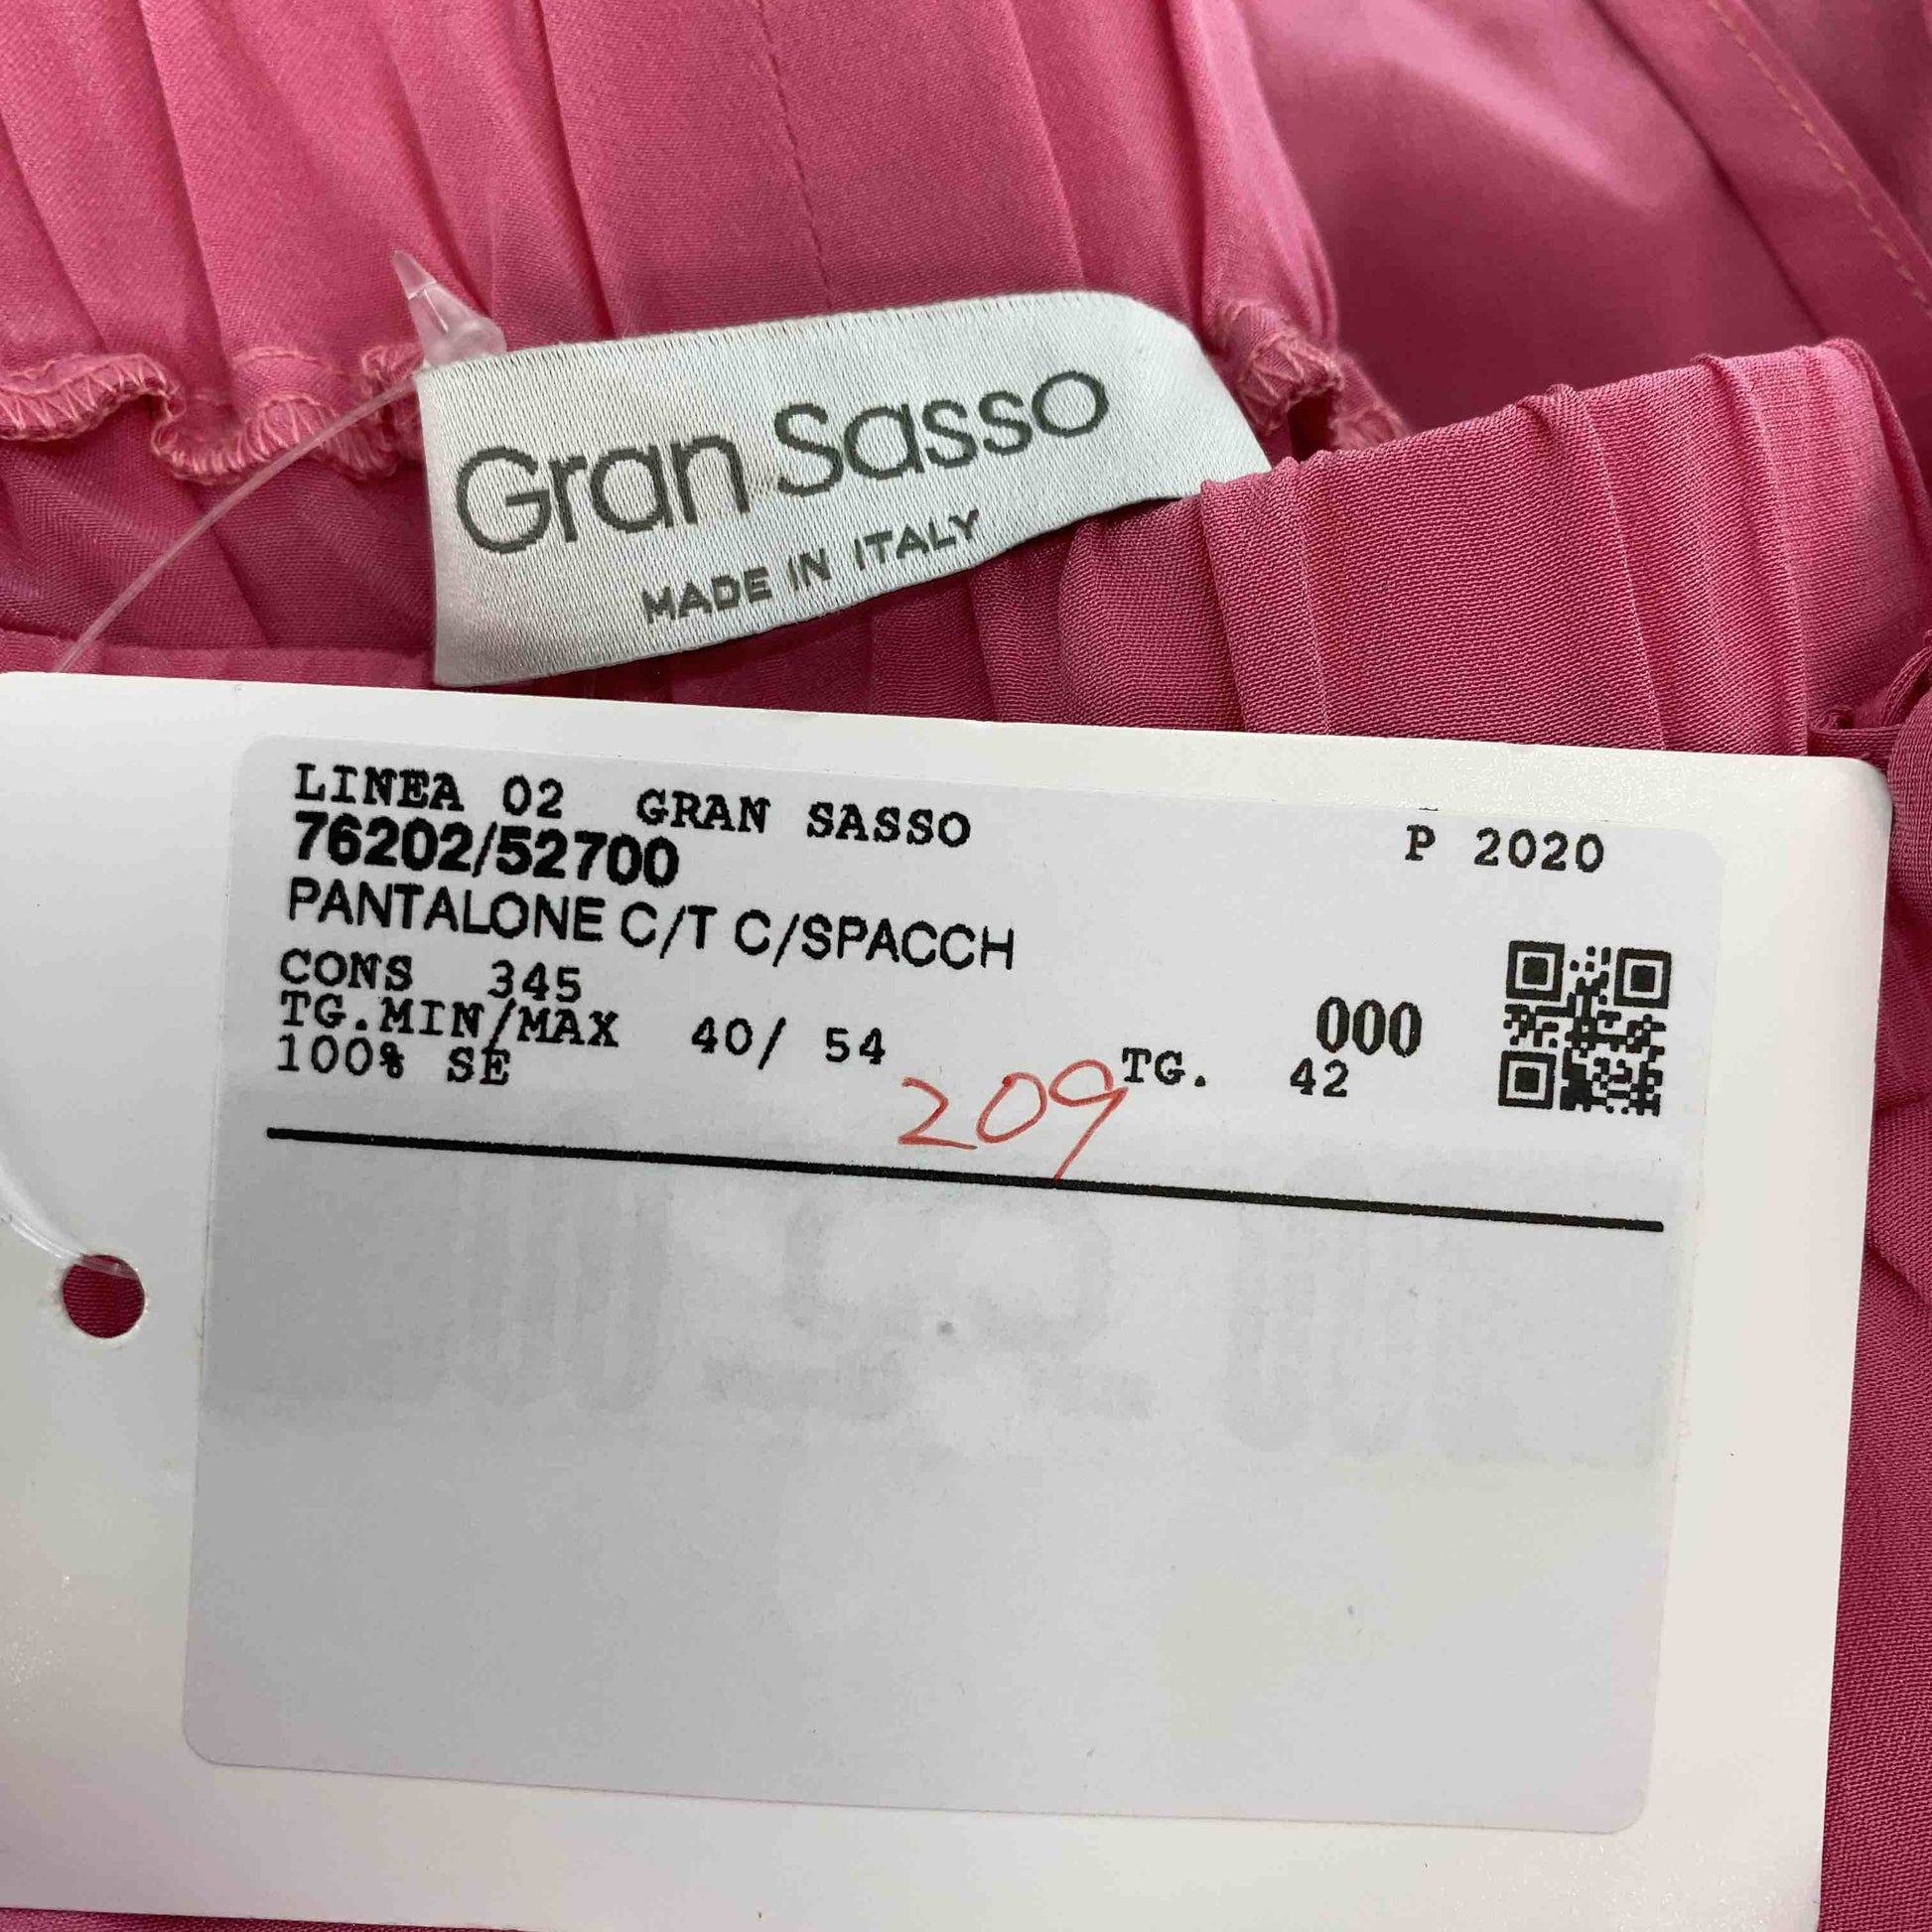 Gran Sasso
MADE IN ITALY
LINEA 02 GRAN SASSO
P 2020
76202/52700
PANTALONE C/T C/SPACCH
CONS 345
000
TG.MIN/MAX 40/ 54
TG. 42
100% SE
209